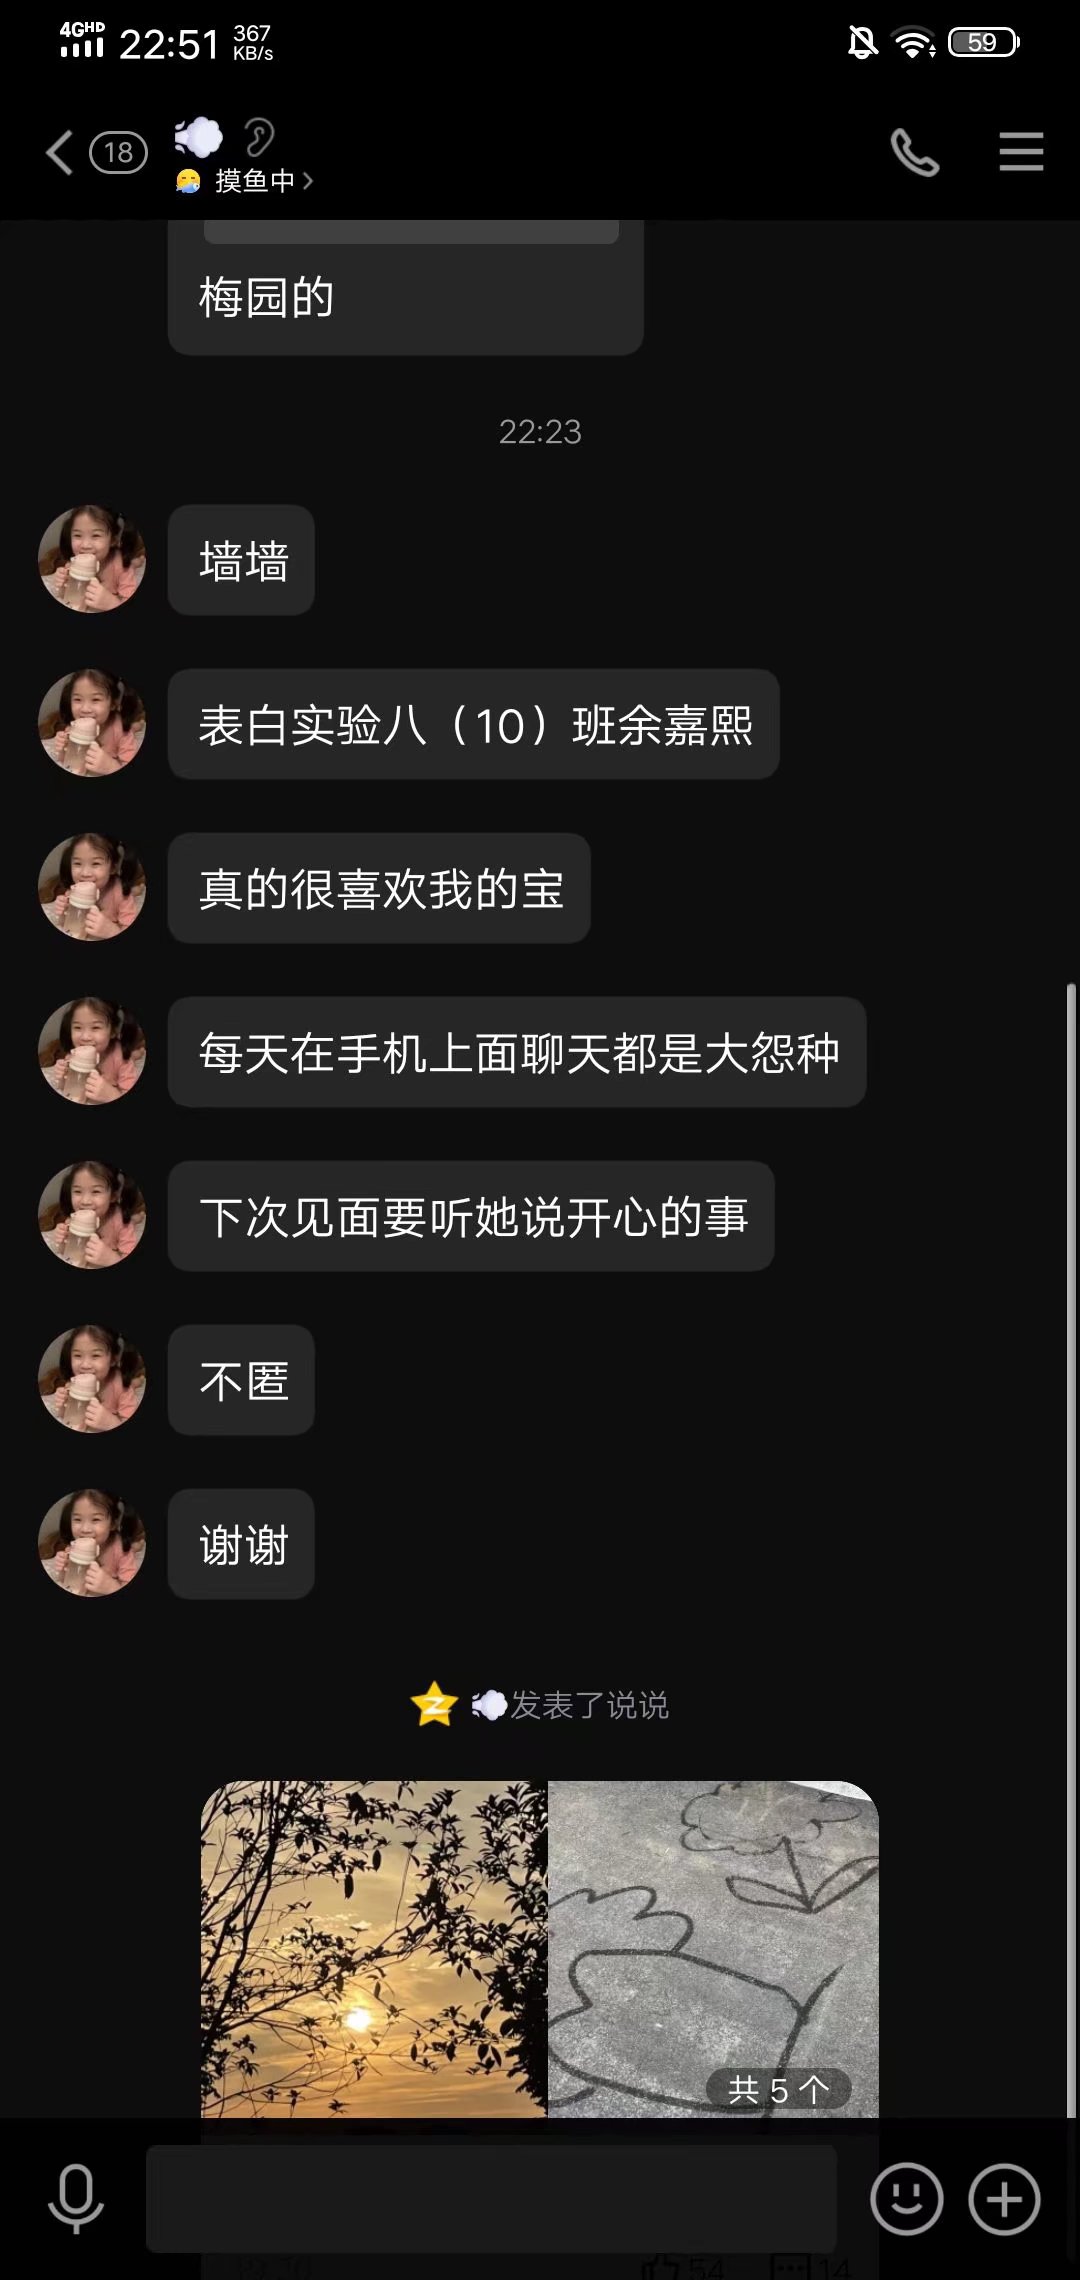 4GHD 22:51 367 KB/s 59
18
摸鱼中
梅园的
22:23
墙墙
表白实验八（10）班余嘉熙
真的很喜欢我的宝
每天在手机上面聊天都是大怨种
下次见面要听她说开心的事
不匿
谢谢
发表了说说
共 5 个
54 14